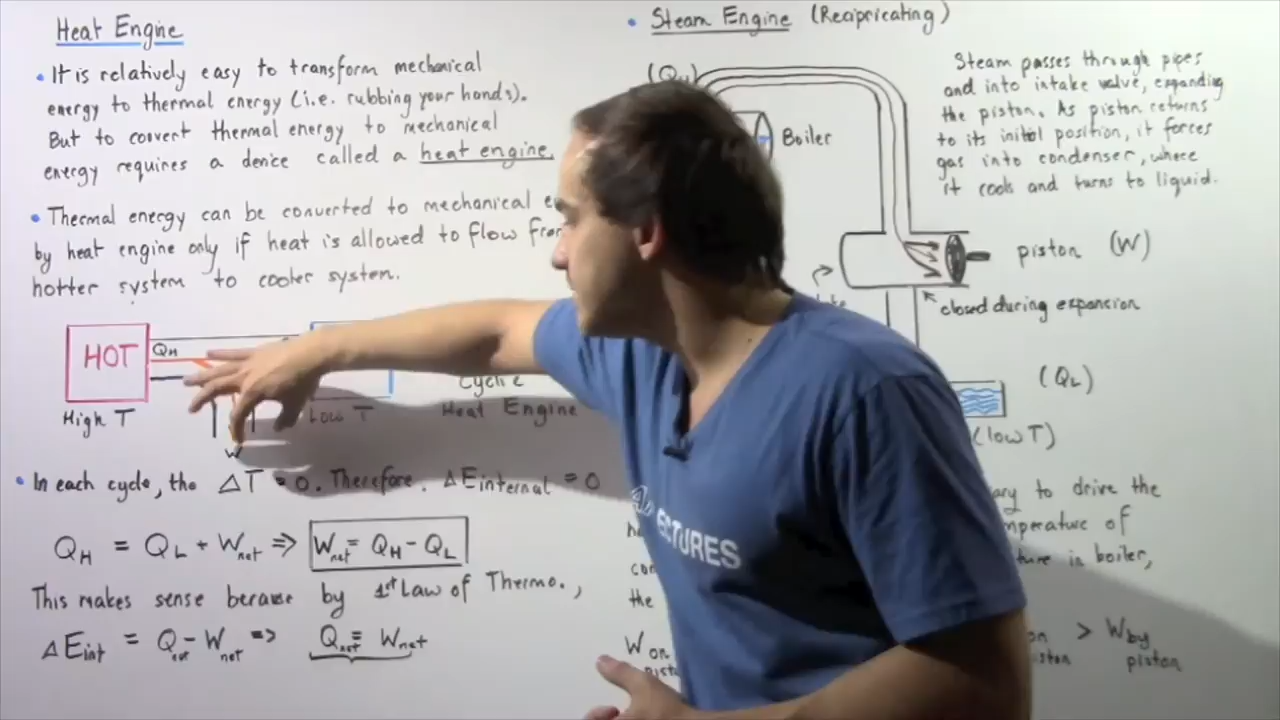 Heat Engine
• It is relatively easy to transform mechanical
energy to thermal energy (i.e. rubbing your hands).
But to covert thermal energy to mechanical
energy requires a device called a heat engine.
• Thermal energy can be converted to mechanical
by heat engine only if heat is allowed to flow
hotter system to cooler system.
HOT
QH
High T
W
Low T
Cycle
Heat Engine
• In each cycle, the ΔT = 0. Therefore, ΔEinternal = 0
QH = QL + Wnet => Wnet = QH - QL
This makes sense because by 1st Law of Thermo.,
ΔEint = Qnet - Wnet => Qnet = Wnet
• Steam Engine (Recipricating)
Boiler
Steam passes through pipes
and into intake valve, expanding
the piston. As piston returns
to its initial position, it forces
gas into condenser, where
it cools and turns to liquid.
piston (W)
closed during expansion
(QL)
(low T)
to drive the
of
in boiler,
the
Won piston
> Wby piston
ECTURES